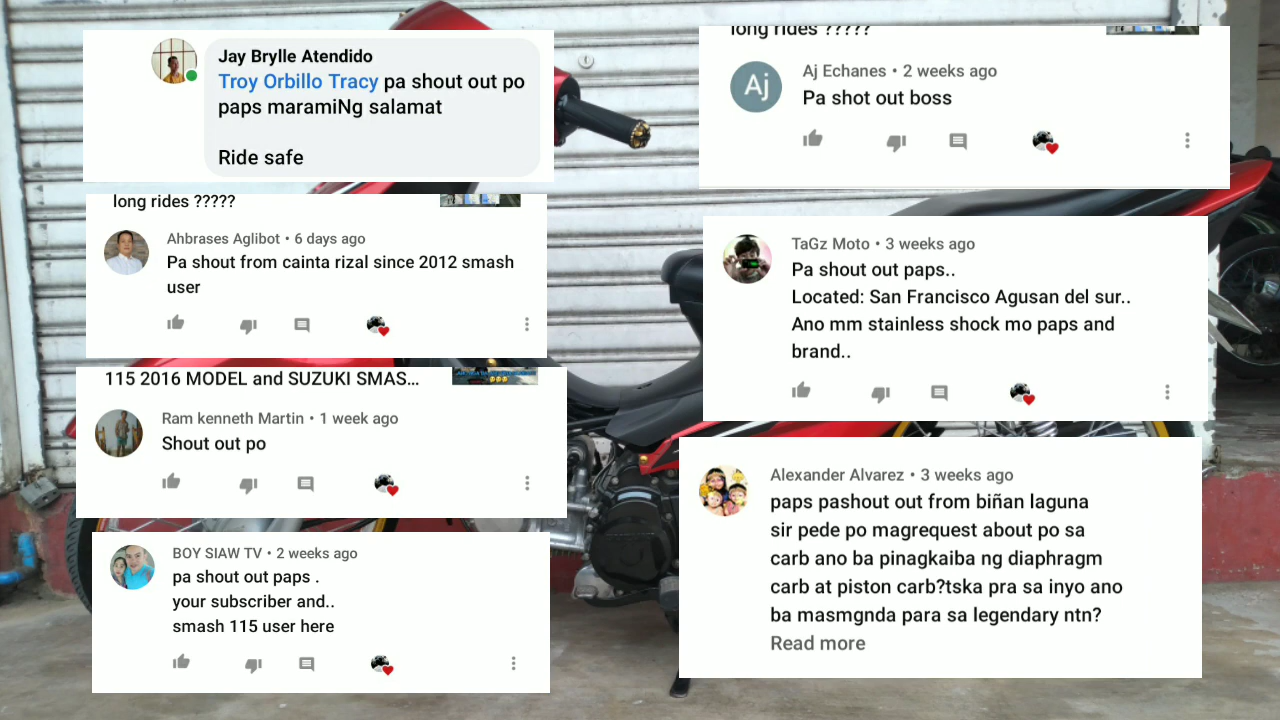 Jay Brylle Atendido
Troy Orbillo Tracy pa shout out po
paps maramiNg salamat
Ride safe
long rides ?????
Ahbrases Aglibot • 6 days ago
Pa shout from cainta rizal since 2012 smash
user
115 2016 MODEL and SUZUKI SMAS...
Ram kenneth Martin • 1 week ago
Shout out po
BOY SIAW TV • 2 weeks ago
pa shout out paps .
your subscriber and..
smash 115 user here
long rides ?????
Aj
Aj Echanes • 2 weeks ago
Pa shot out boss
TaGz Moto • 3 weeks ago
Pa shout out paps..
Located: San Francisco Agusan del sur..
Ano mm stainless shock mo paps and
brand..
Alexander Alvarez • 3 weeks ago
paps pashout out from biñan laguna
sir pede po magrequest about po sa
carb ano ba pinagkaiba ng diaphragm
carb at piston carb?tska pra sa inyo ano
ba masmgnda para sa legendary ntn?
Read more